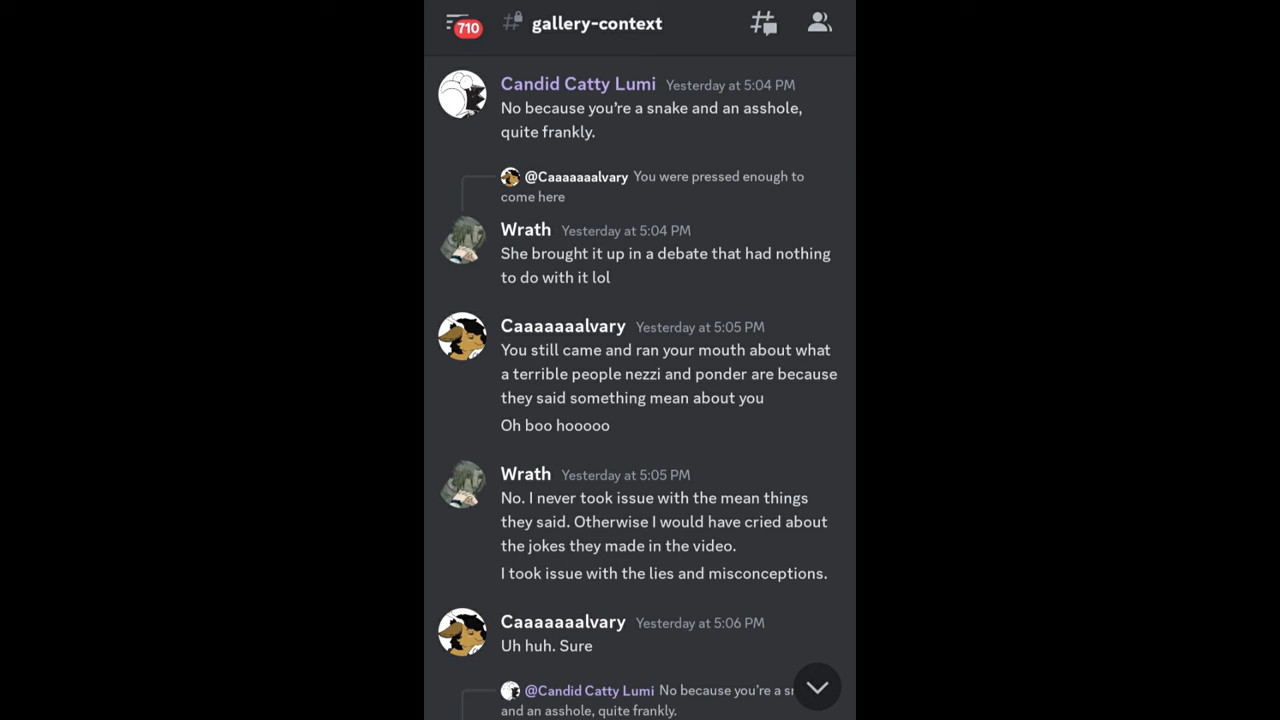 710
gallery-context
Candid Catty Lumi Yesterday at 5:04 PM
No because you're a snake and an asshole,
quite frankly.
@Caaaaaaalvary You were pressed enough to
come here
Wrath Yesterday at 5:04 PM
She brought it up in a debate that had nothing
to do with it lol
Caaaaaaalvary Yesterday at 5:05 PM
You still came and ran your mouth about what
a terrible people nezzi and ponder are because
they said something mean about you
Oh boo hooooo
Wrath Yesterday at 5:05 PM
No. I never took issue with the mean things
they said. Otherwise I would have cried about
the jokes they made in the video.
I took issue with the lies and misconceptions.
Caaaaaaalvary Yesterday at 5:06 PM
Uh huh. Sure
@Candid Catty Lumi No because you're a
and an asshole, quite frankly.